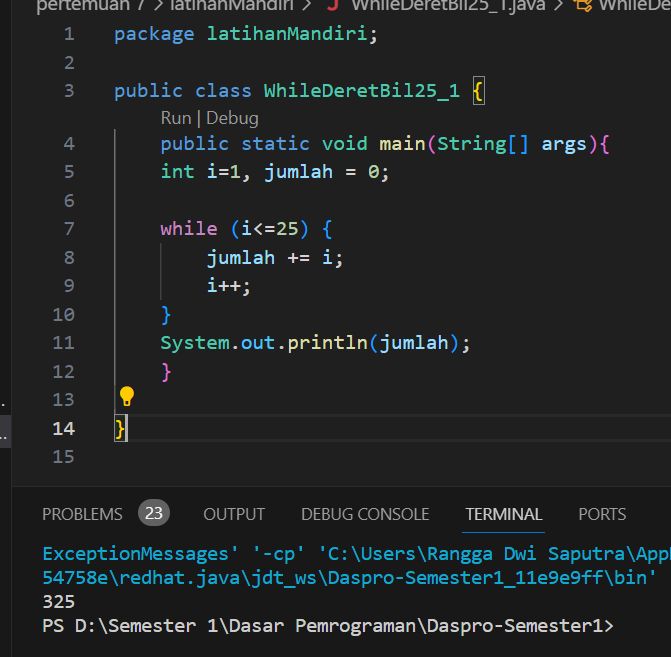 pertemuan 7 > latihanMandiri > J WhileDeretBil25_1.java > WhileDe
1 package latihanMandiri;
2
3 public class WhileDeretBil25_1 {
Run | Debug
4 public static void main(String[] args){
5 int i=1, jumlah = 0;
6
7 while (i<=25) {
8 jumlah += i;
9 i++;
10 }
11 System.out.println(jumlah);
12 }
13
14 }
15
PROBLEMS 23 OUTPUT DEBUG CONSOLE TERMINAL PORTS
ExceptionMessages' '-cp' 'C:\Users\Rangga Dwi Saputra\App
54758e\redhat.java\jdt_ws\Daspro-Semester1_11e9e9ff\bin'
325
PS D:\Semester 1\Dasar Pemrograman\Daspro-Semester1>